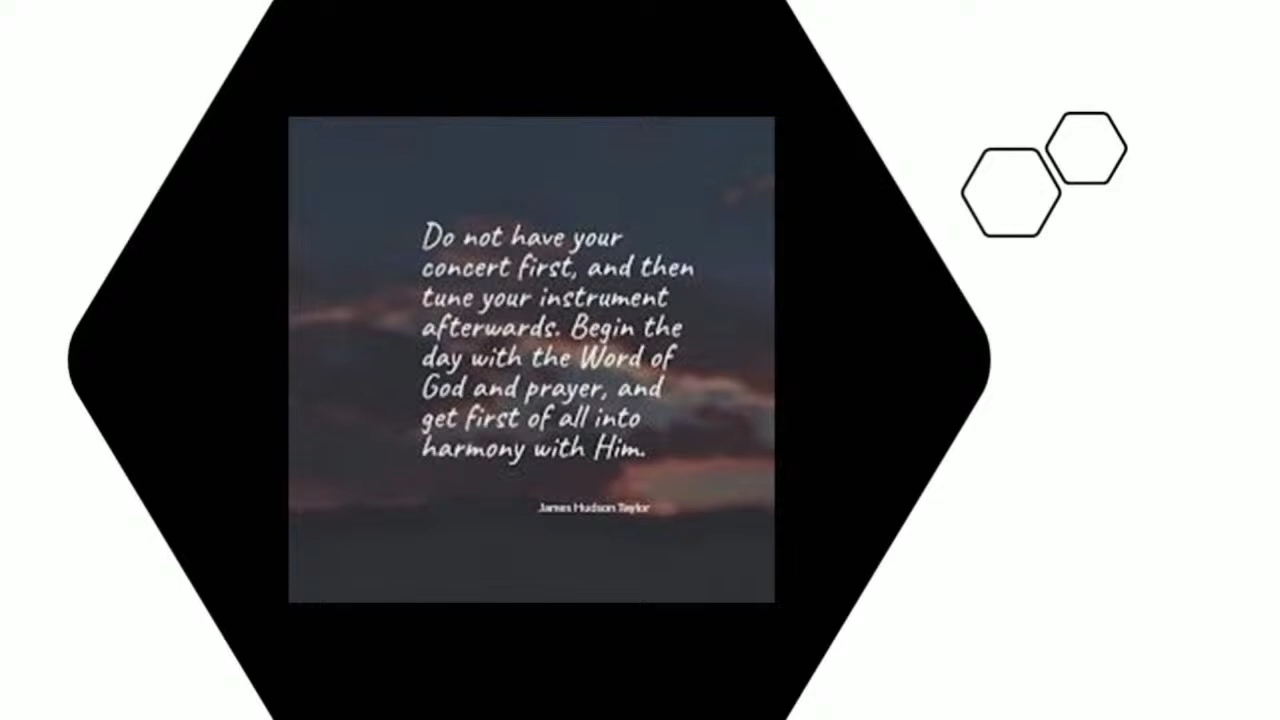 Do not have your
concert first, and then
tune your instrument
afterwards. Begin the
day with the Word of
God and prayer, and
get first of all into
harmony with Him.
James Hudson Taylor